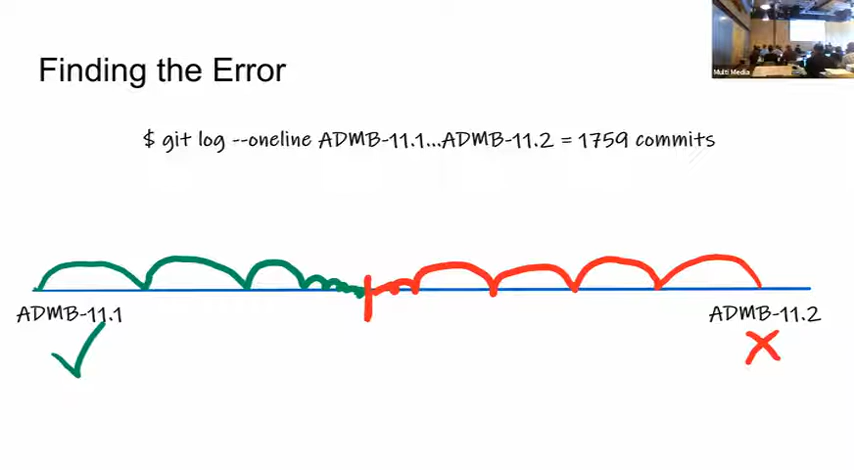 Multi Media
Finding the Error
$ git log --oneline ADMB-11.1...ADMB-11.2 = 1759 commits
ADMB-11.1
ADMB-11.2